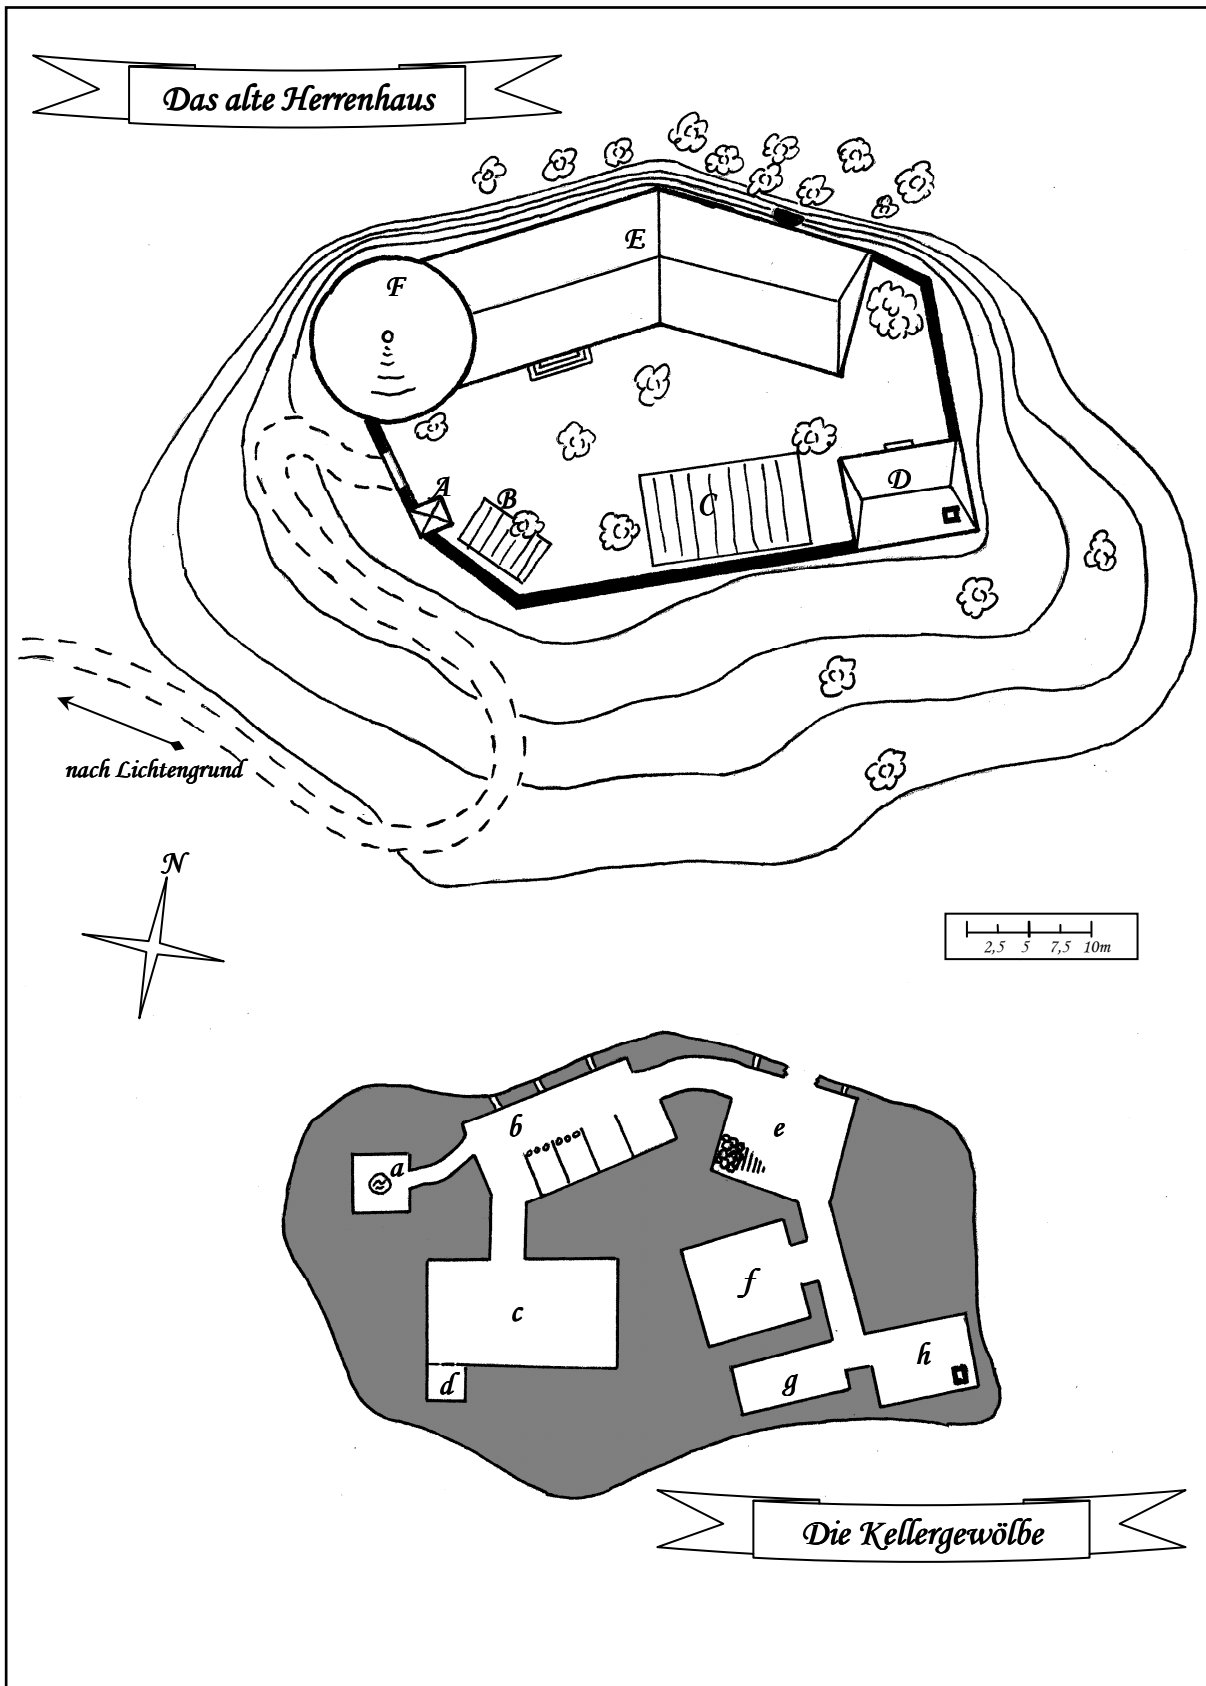 Das alte Herrenhaus
E
F
A
B
C
D
nach Lichtengrund
N
2,5 5 7,5 10m
b
e
a
f
c
h
d
g
Die Kellergewölbe